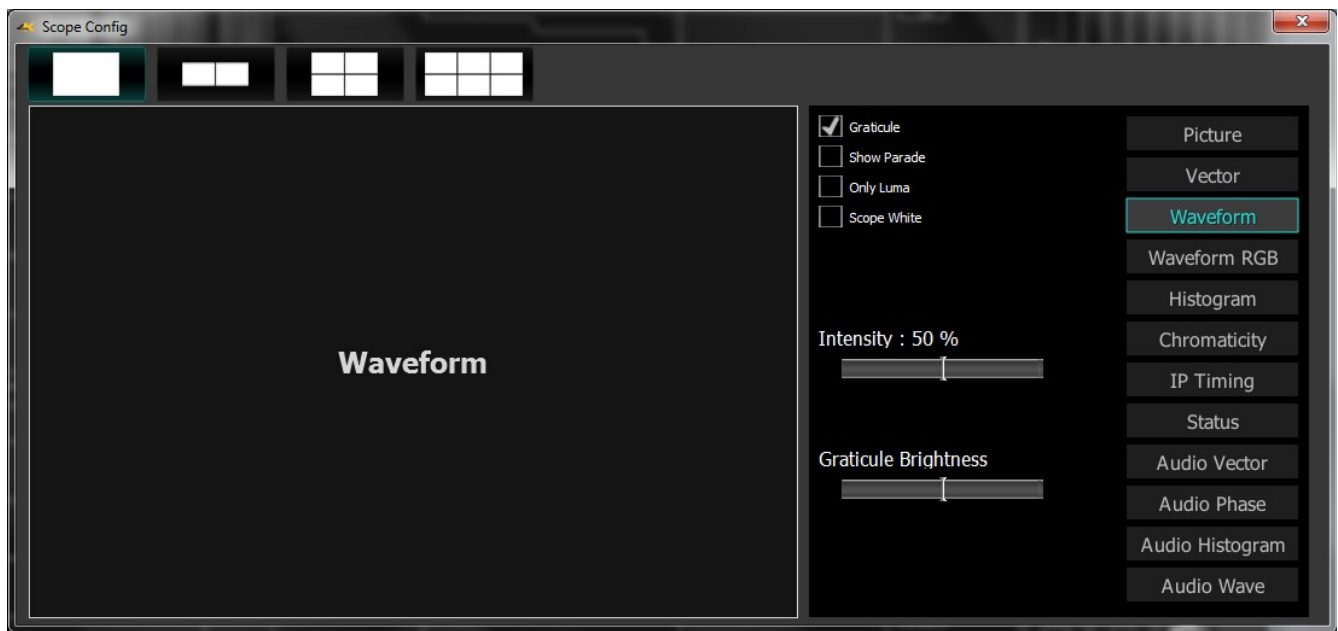 Scope Config
Graticule
Show Parade
Only Luma
Scope White
Intensity : 50 %
Graticule Brightness
Waveform
Picture
Vector
Waveform
Waveform RGB
Histogram
Chromaticity
IP Timing
Status
Audio Vector
Audio Phase
Audio Histogram
Audio Wave